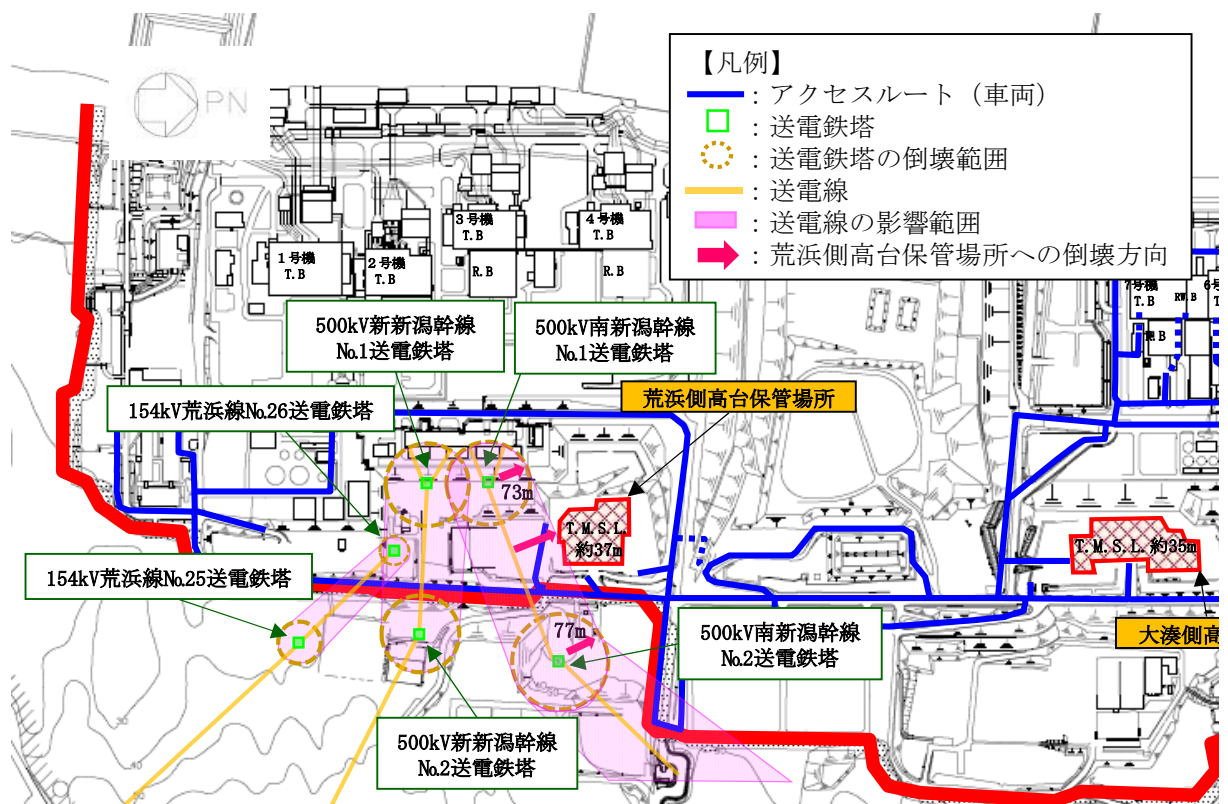 PN
【凡例】
：アクセスルート（車両）
：送電鉄塔
：送電鉄塔の倒壊範囲
：送電線
：送電線の影響範囲
：荒浜側高台保管場所への倒壊方向
1号機
T.B
2号機
T.B
3号機
T.B
R.B
4号機
T.B
R.B
7号機
T.B
RW.B
6号
T.
R.B
500kV新新潟幹線
No.1送電鉄塔
500kV南新潟幹線
No.1送電鉄塔
154kV荒浜線No.26送電鉄塔
荒浜側高台保管場所
73m
T.M.S.L.
約37m
T.M.S.L.約35m
154kV荒浜線No.25送電鉄塔
77m
500kV南新潟幹線
No.2送電鉄塔
大湊側高
500kV新新潟幹線
No.2送電鉄塔